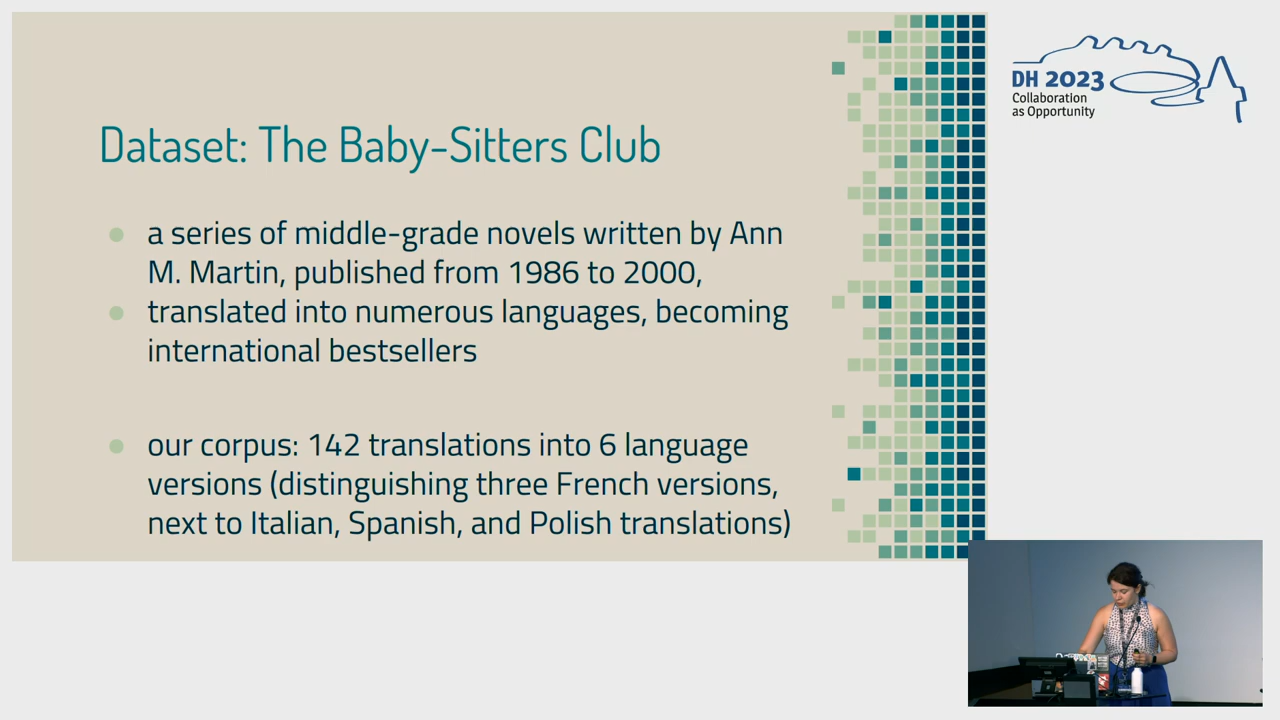 Dataset: The Baby-Sitters Club
a series of middle-grade novels written by Ann
M. Martin, published from 1986 to 2000,
translated into numerous languages, becoming
international bestsellers
our corpus: 142 translations into 6 language
versions (distinguishing three French versions,
next to Italian, Spanish, and Polish translations)
DH 2023
Collaboration
as Opportunity